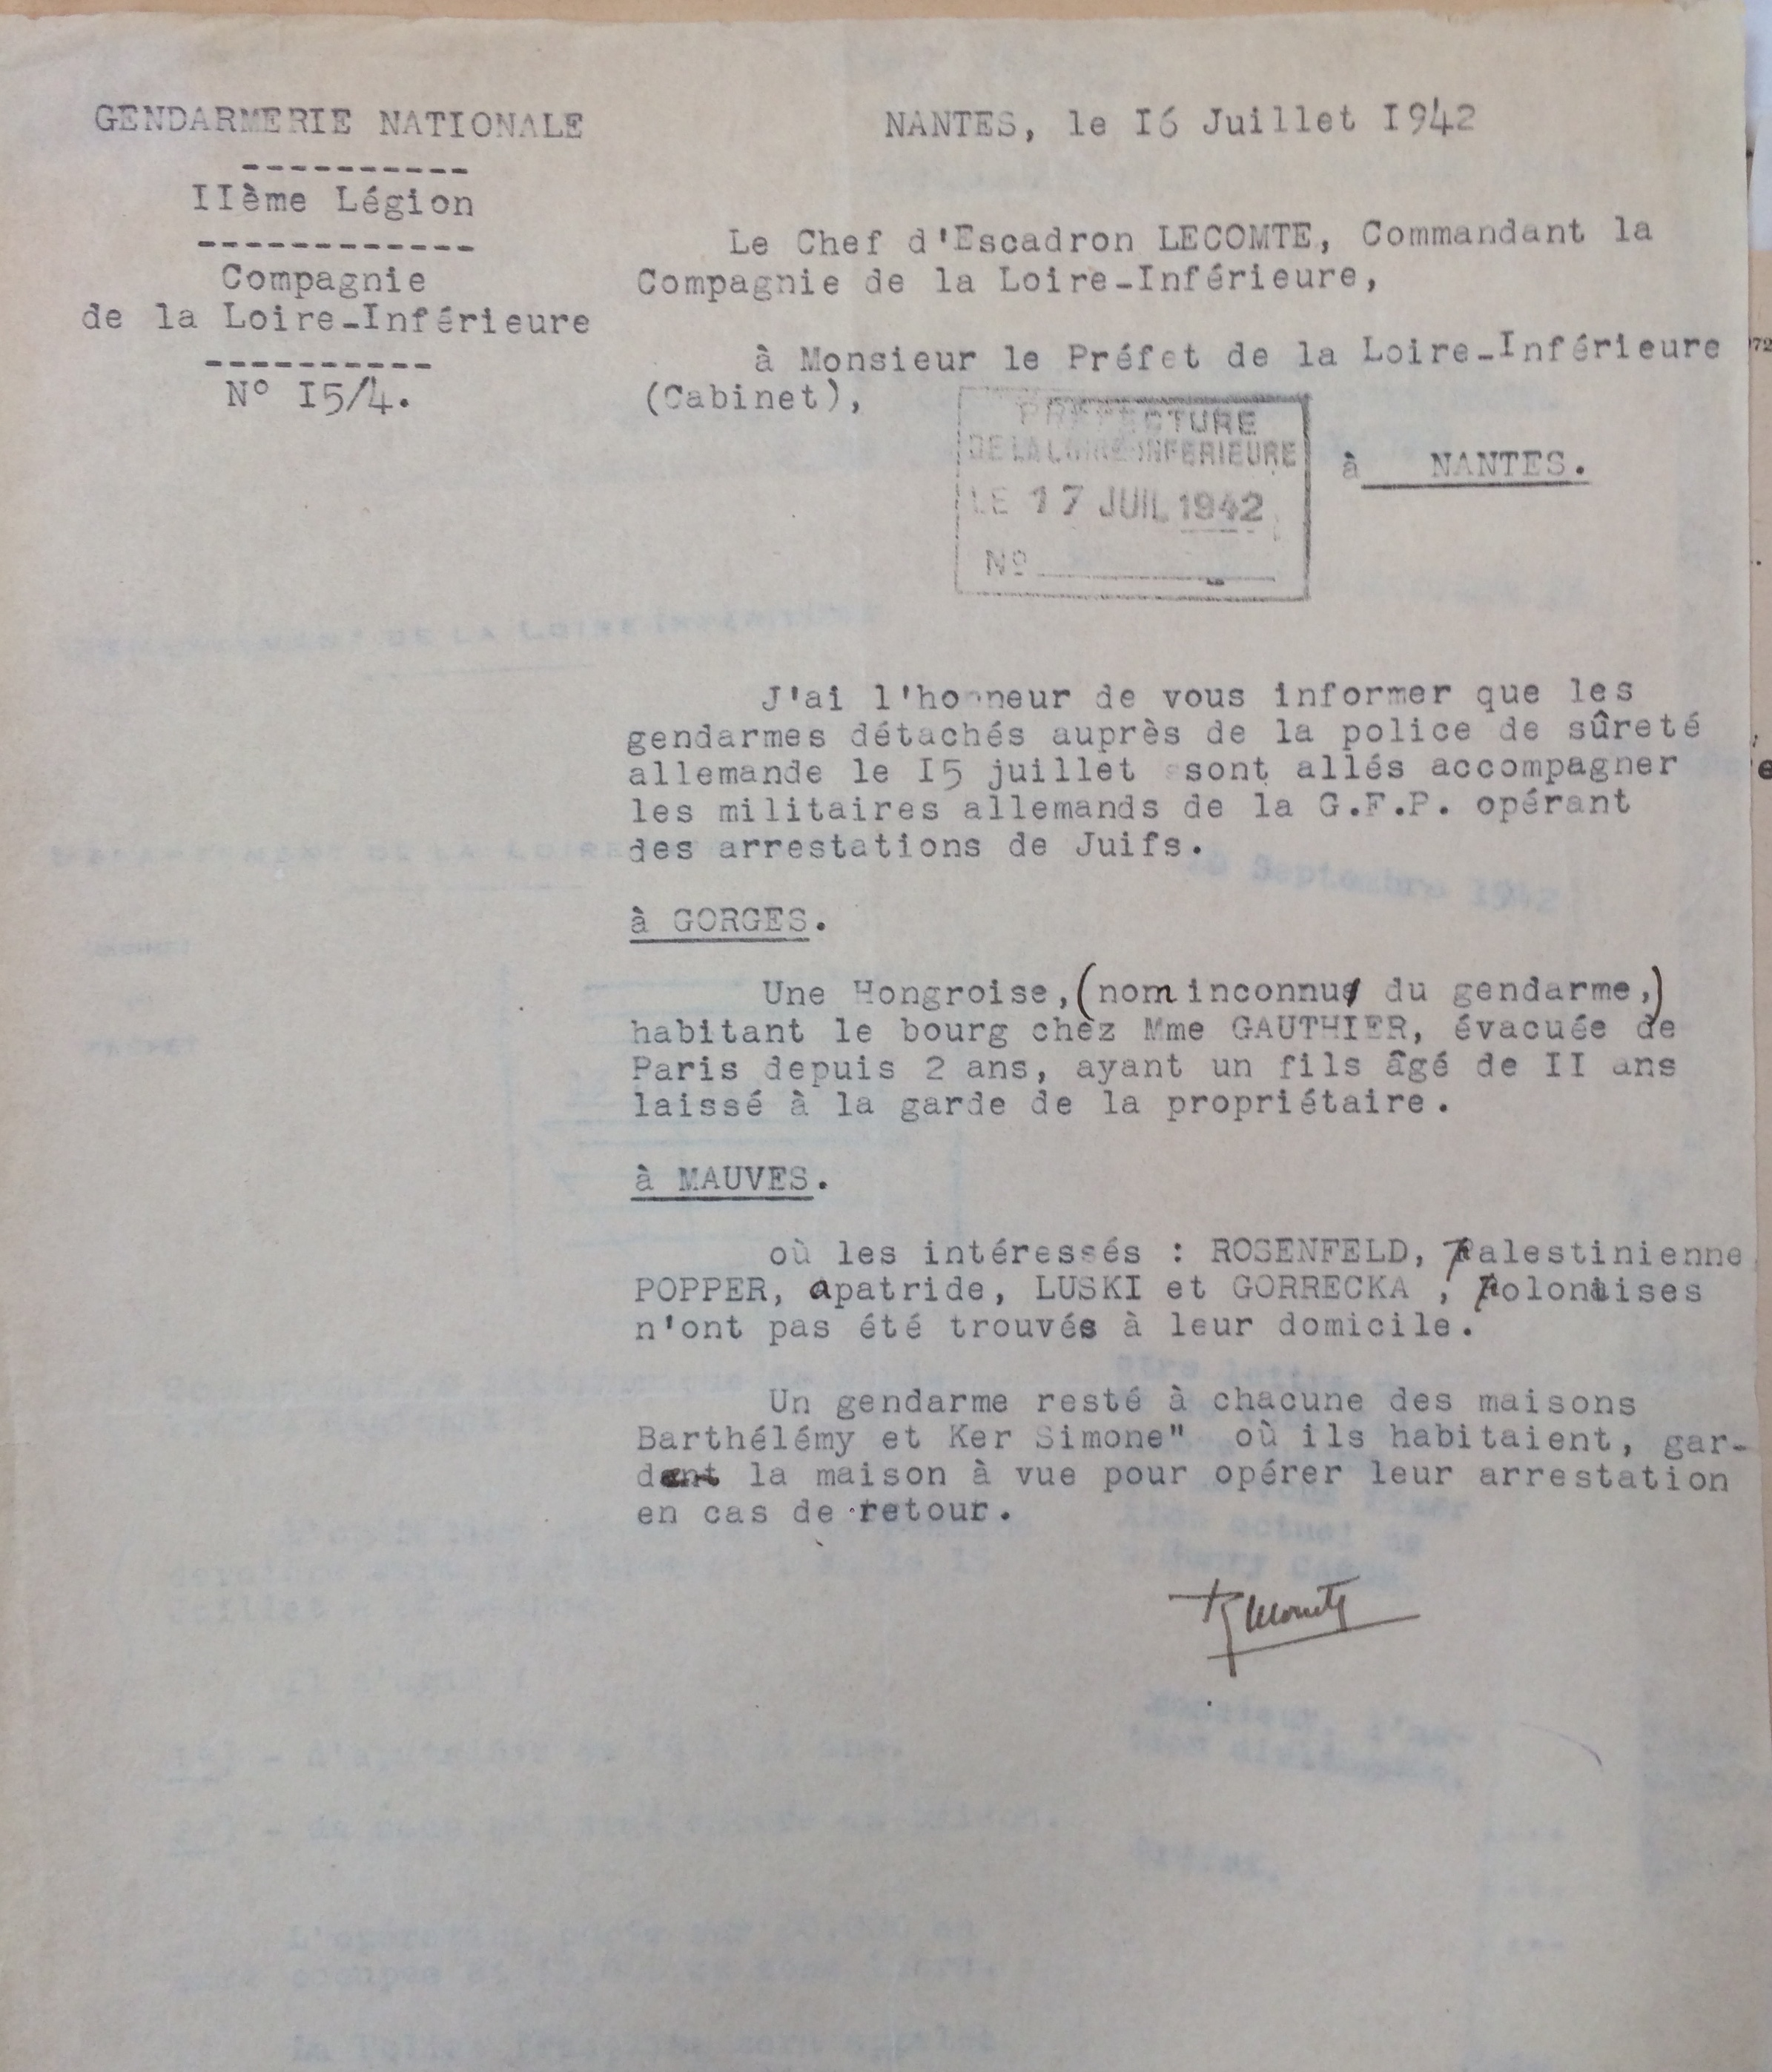 GENDARMERIE NATIONALE
----------
IIème Légion
------------
Compagnie
de la Loire-Inférieure
----------
N° I5/4.
NANTES, le I6 Juillet I942
Le Chef d'Escadron LECOMTE, Commandant la
Compagnie de la Loire-Inférieure,
à Monsieur le Préfet de la Loire-Inférieure
(Cabinet),
PREFECTURE
DE LA LOIRE-INFERIEURE
LE 17 JUIL 1942
N°
à NANTES.
J'ai l'honneur de vous informer que les
gendarmes détachés auprès de la police de sûreté
allemande le I5 juillet sont allés accompagner
les militaires allemands de la G.F.P. opérant
des arrestations de Juifs.
à GORGES.
Une Hongroise, (nom inconnu du gendarme,)
habitant le bourg chez Mme GAUTHIER, évacuée de
Paris depuis 2 ans, ayant un fils âgé de II ans
laissé à la garde de la propriétaire.
à MAUVES.
où les intéressés : ROSENFELD, Palestinienne
POPPER, apatride, LUSKI et GORRECKA , Polonaises
n'ont pas été trouvés à leur domicile.
Un gendarme resté à chacune des maisons
Barthélémy et Ker Simone" où ils habitaient, gar-
dent la maison à vue pour opérer leur arrestation
en cas de retour.
Lecomte
20 Septembre 1942